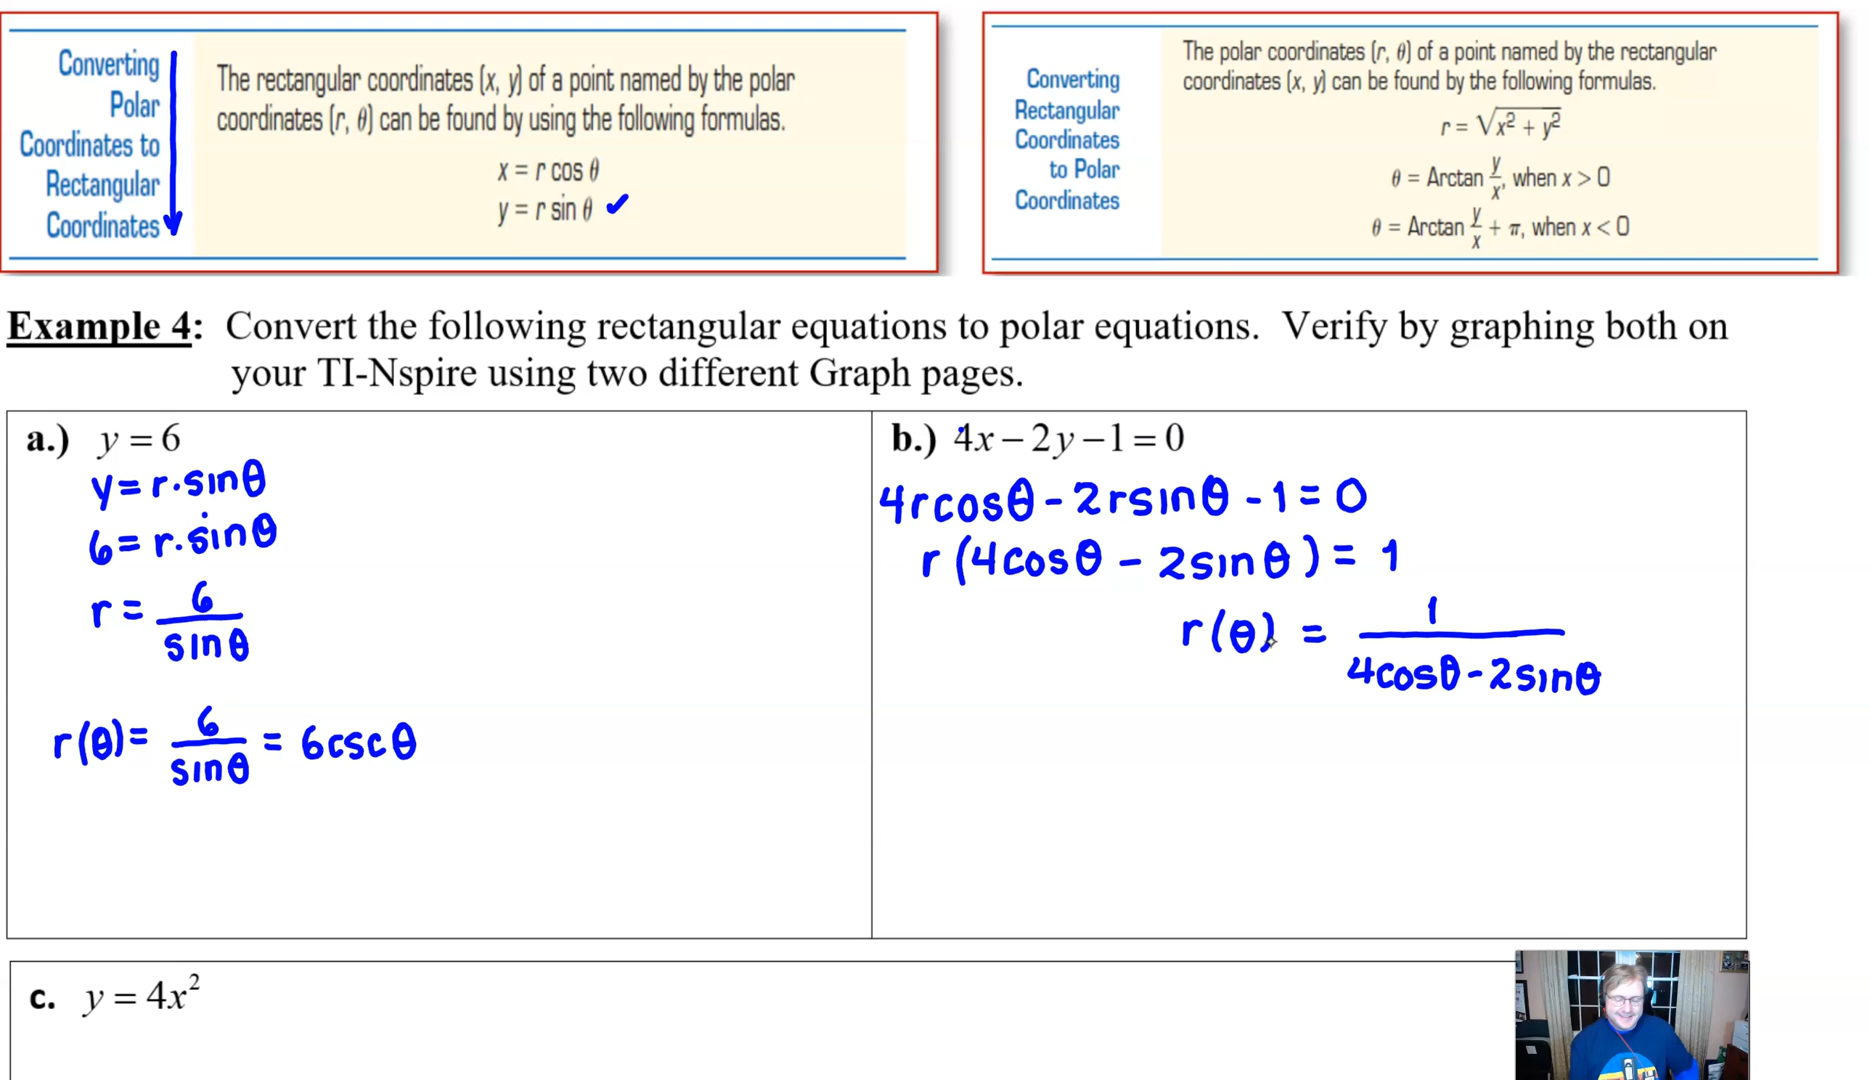 Converting
Polar
Coordinates to
Rectangular
Coordinates
The rectangular coordinates (x, y) of a point named by the polar
coordinates (r, θ) can be found by using the following formulas.
x = r cos θ
y = r sin θ ✓
Converting
Rectangular
Coordinates
to Polar
Coordinates
The polar coordinates (r, θ) of a point named by the rectangular
coordinates (x, y) can be found by the following formulas.
r = √(x² + y²)
θ = Arctan y/x, when x > 0
θ = Arctan y/x + π, when x < 0
Example 4: Convert the following rectangular equations to polar equations. Verify by graphing both on
your TI-Nspire using two different Graph pages.
a.) y = 6
y = r·sinθ
6 = r·sinθ
r = 6/sinθ
r(θ) = 6/sinθ = 6cscθ
b.) 4x − 2y − 1 = 0
4rcosθ - 2rsinθ - 1 = 0
r(4cosθ - 2sinθ) = 1
r(θ) = 1/(4cosθ - 2sinθ)
c. y = 4x²